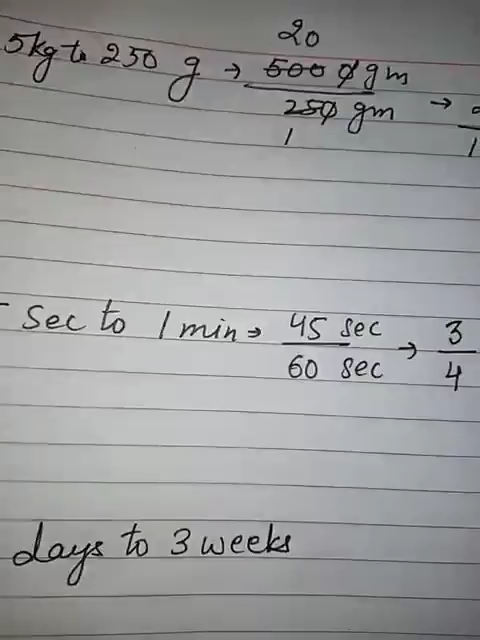 20
5kg to 250 g → 5000 gm
250 gm →
1
Sec to 1 min → 45 sec → 3
60 sec 4
days to 3 weeks